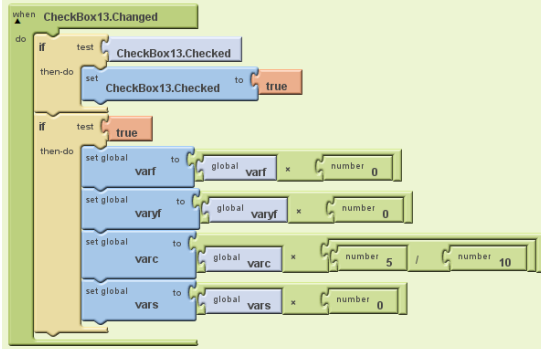 when CheckBox13.Changed
do
if test CheckBox13.Checked
then-do set CheckBox13.Checked to true
if test true
then-do set global varf to global varf × number 0
set global varyf to global varyf × number 0
set global varc to global varc × number 5 / number 10
set global vars to global vars × number 0